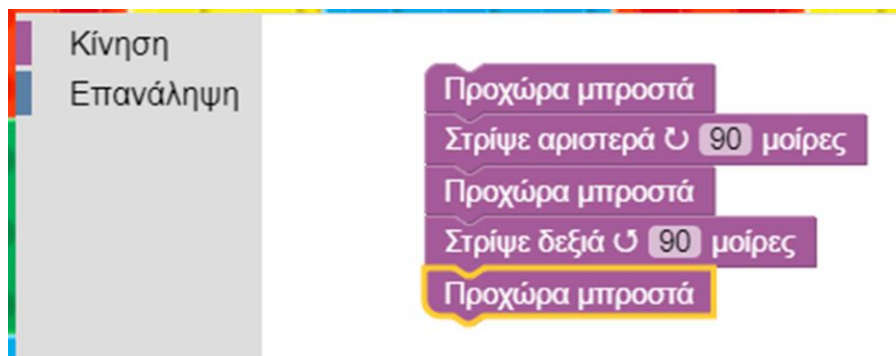 Κίνηση
Επανάληψη
Προχώρα μπροστά
Στρίψε αριστερά ↻ 90 μοίρες
Προχώρα μπροστά
Στρίψε δεξιά ↺ 90 μοίρες
Προχώρα μπροστά